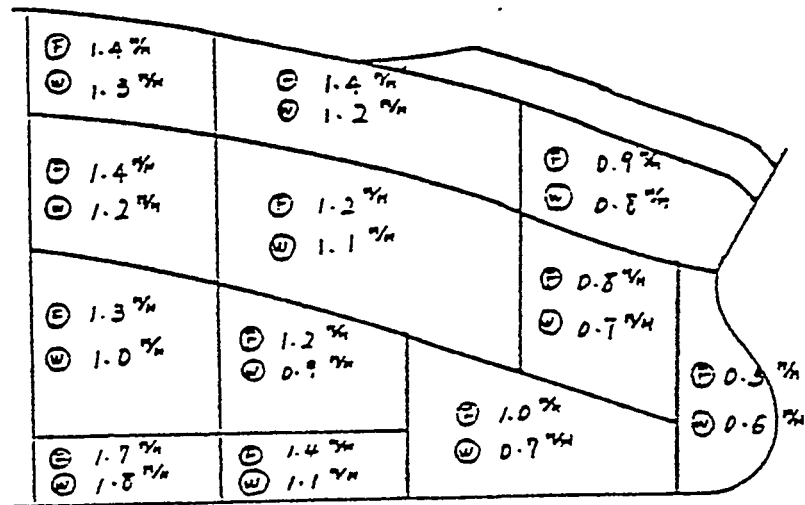 Ⓕ 1.4 m/m
Ⓦ 1.3 m/m
Ⓕ 1.4 m/m
Ⓦ 1.2 m/m
Ⓕ 0.9 m/m
Ⓦ 0.8 m/m
Ⓕ 1.4 m/m
Ⓦ 1.2 m/m
Ⓕ 1.2 m/m
Ⓦ 1.1 m/m
Ⓕ 0.8 m/m
Ⓦ 0.7 m/m
Ⓕ 1.3 m/m
Ⓦ 1.0 m/m
Ⓕ 1.2 m/m
Ⓦ m/m
Ⓕ 1.0 m/m
Ⓦ 0.7 m/m
Ⓕ 0.5 m/m
Ⓦ 0.6 m/m
Ⓕ 1.7 m/m
Ⓦ 1.8 m/m
Ⓕ 1.4 m/m
Ⓦ 1.1 m/m